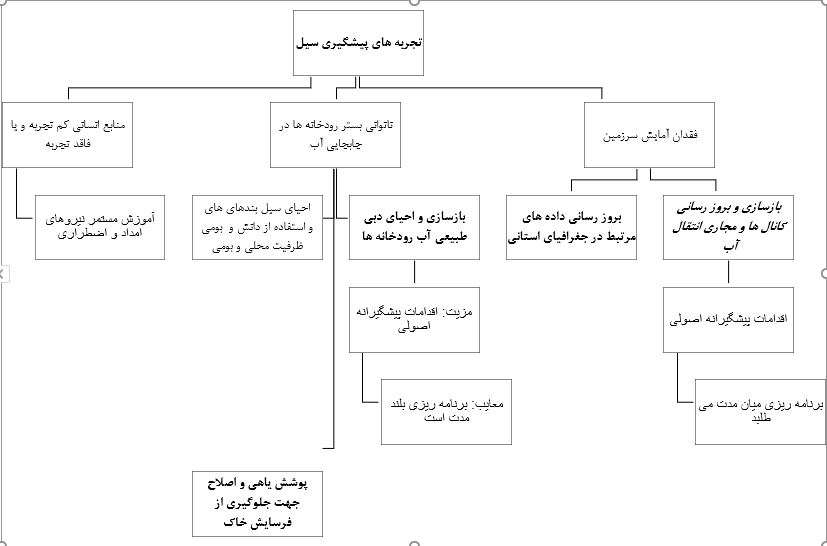 تجربه های پیشگیری سیل
فقدان آمایش سرزمین
ناتوانی بستر رودخانه ها در
جابجایی آب
منابع انسانی کم تجربه و یا
فاقد تجربه
بازسازی و بروز رسانی
کانال ها و مجاری انتقال
آب
بروز رسانی داده های
مرتبط در جغرافیای استانی
بازسازی و احیای دبی
طبیعی آب رودخانه ها
احیای سیل بندهای های
بومی و استفاده از دانش و
ظرفیت محلی و بومی
آموزش مستمر نیروهای
امداد و اضطراری
اقدامات پیشگیرانه اصولی
مزیت: اقدامات پیشگیرانه
اصولی
برنامه ریزی میان مدت می
طلبد
معایب: برنامه ریزی بلند
مدت است
پوشش یاهی و اصلاح
جهت جلوگیری از
فرسایش خاک